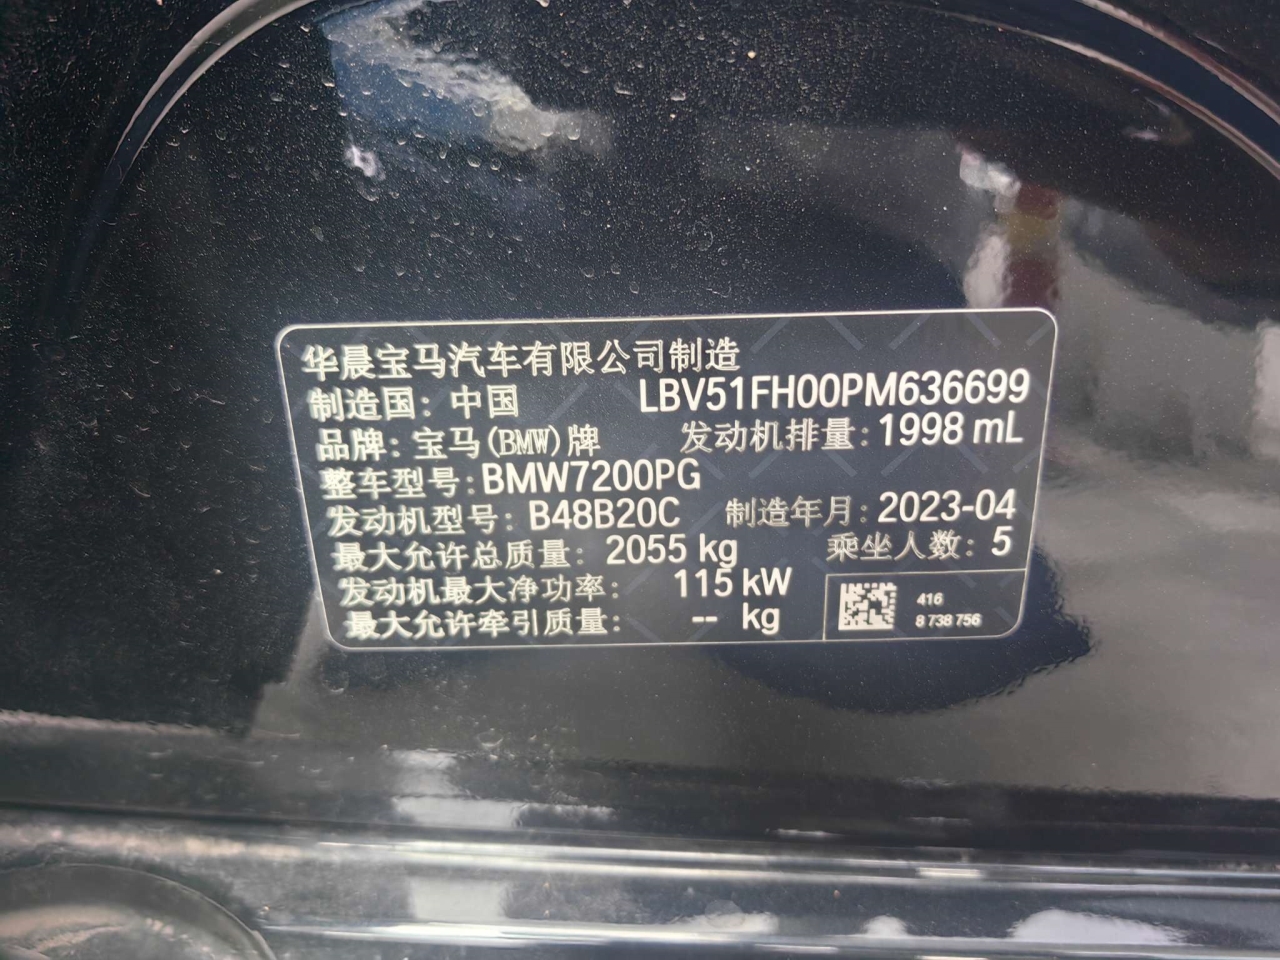 华晨宝马汽车有限公司制造
制造国：中国 LBV51FH00PM636699
品牌：宝马(BMW)牌 发动机排量：1998 mL
整车型号：BMW7200PG
发动机型号：B48B20C 制造年月：2023-04
最大允许总质量：2055 kg 乘坐人数：5
发动机最大净功率：115 kW
最大允许牵引质量：-- kg
416
8 738 756